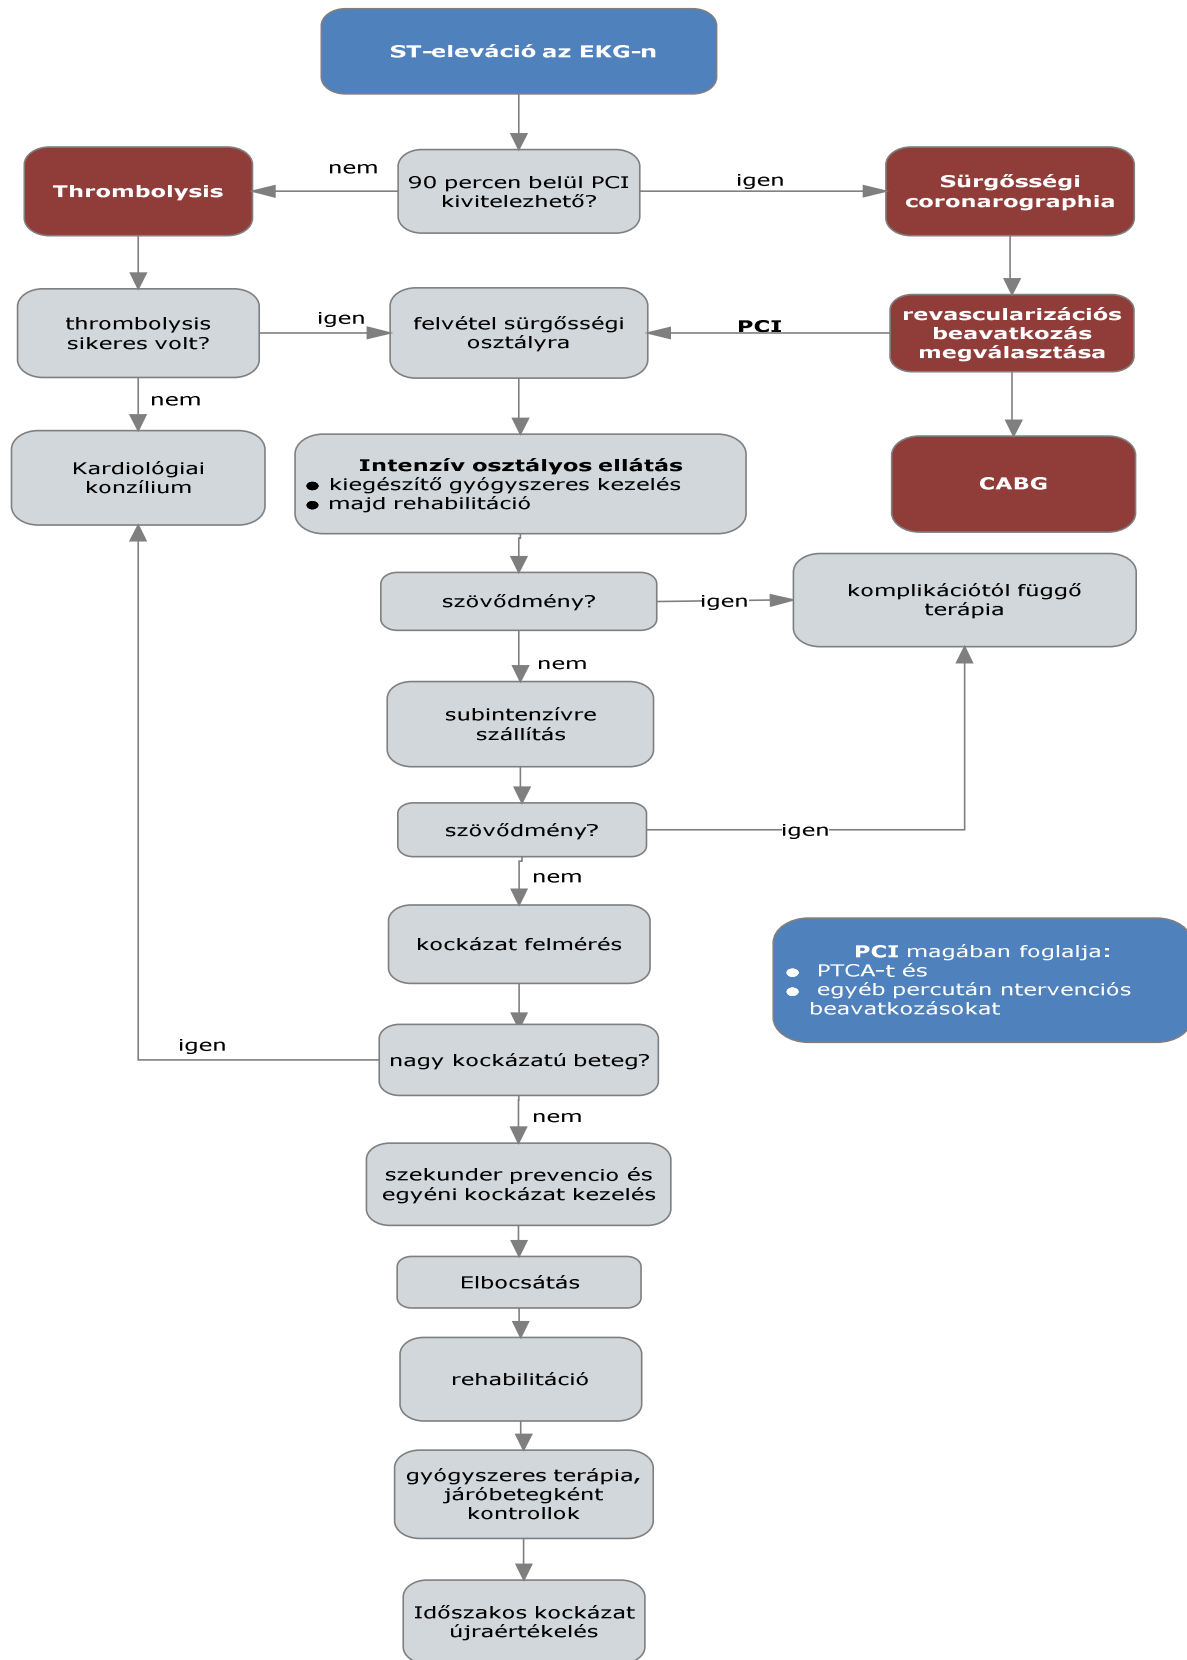 ST-eleváció az EKG-n
nem
Thrombolysis
90 percen belül PCI
kivitelezhető?
igen
Sürgősségi
coronarographia
thrombolysis
sikeres volt?
igen
felvétel sürgősségi
osztályra
PCI
revascularizációs
beavatkozás
megválasztása
nem
Kardiológiai
konzílium
Intenzív osztályos ellátás
● kiegészítő gyógyszeres kezelés
● majd rehabilitáció
CABG
szövődmény?
igen
komplikációtól függő
terápia
nem
subintenzívre
szállítás
szövődmény?
igen
nem
kockázat felmérés
PCI magában foglalja:
● PTCA-t és
● egyéb percután ntervenciós
beavatkozásokat
igen
nagy kockázatú beteg?
nem
szekunder prevencio és
egyéni kockázat kezelés
Elbocsátás
rehabilitáció
gyógyszeres terápia,
járóbetegként
kontrollok
Időszakos kockázat
újraértékelés